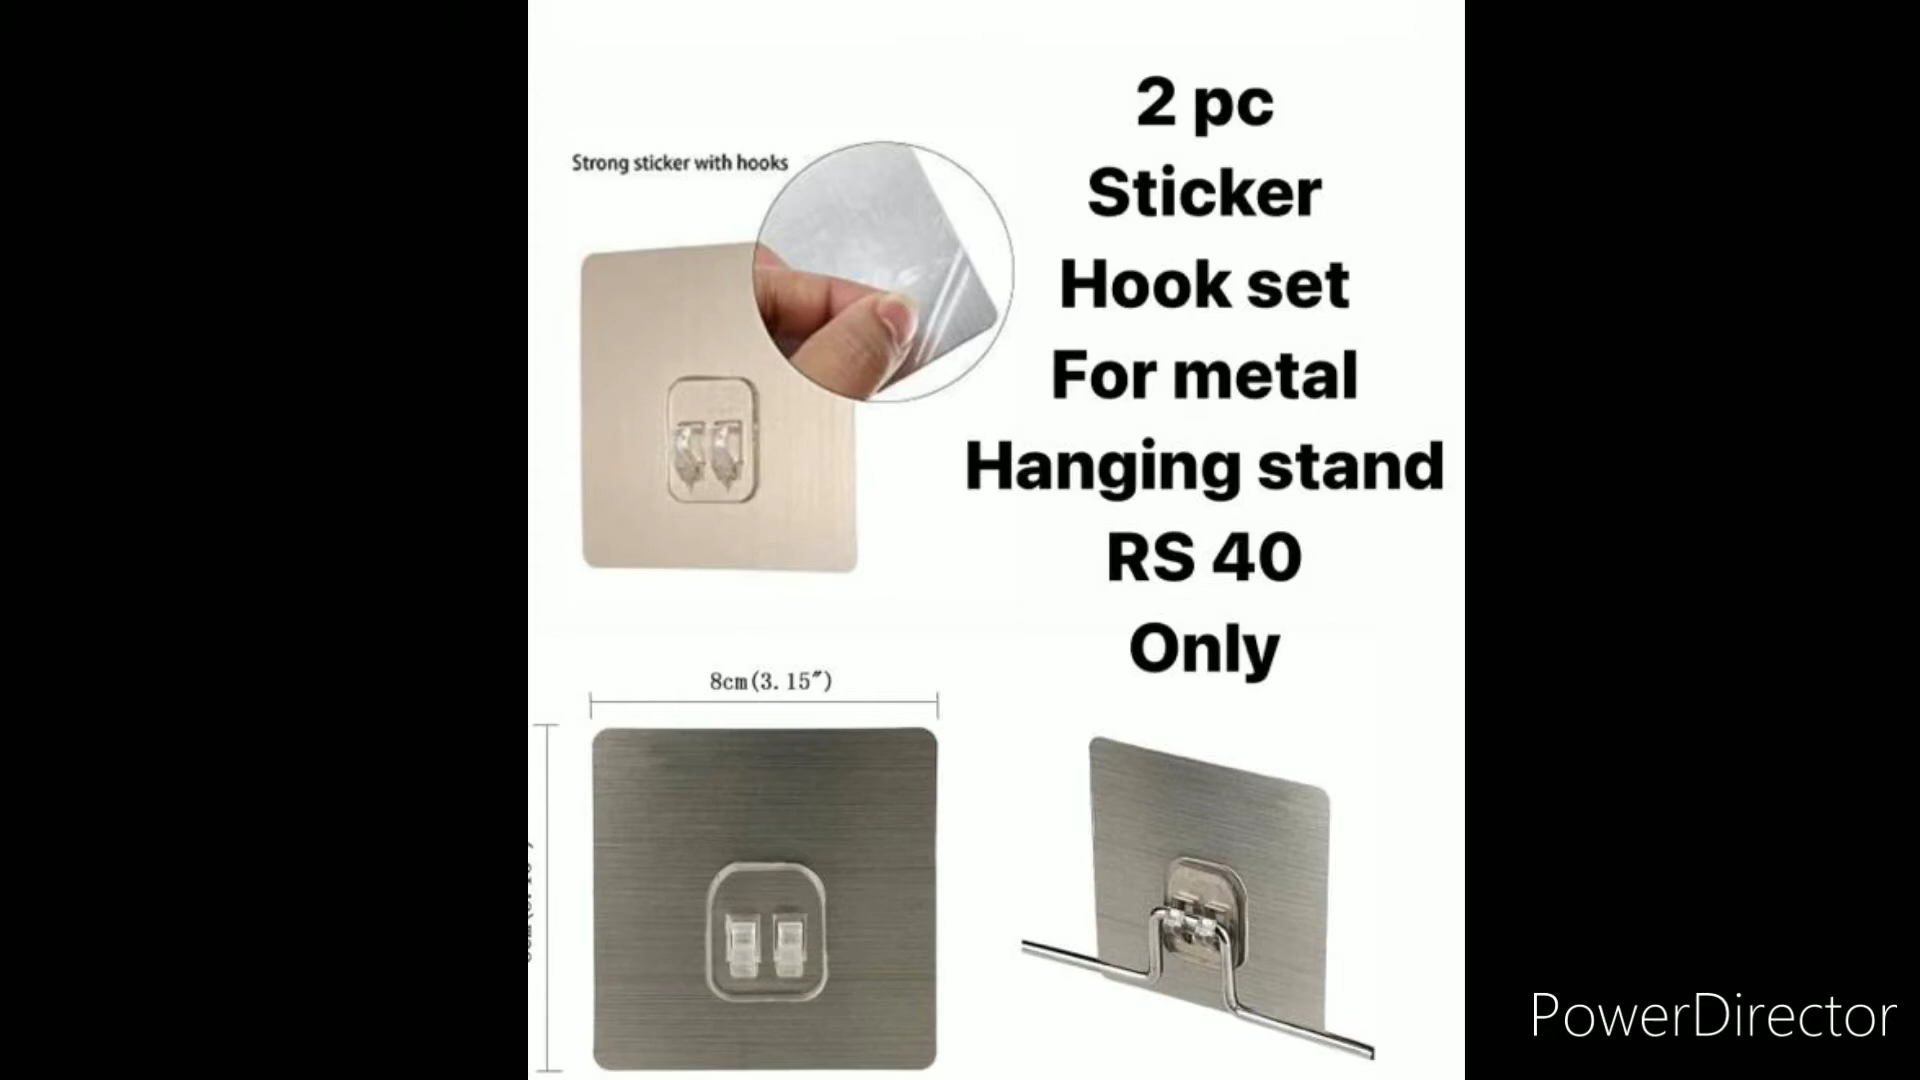 2 pc
Sticker
Strong sticker with hooks
Hook set
For metal
Hanging stand
RS 40
Only
8cm(3.15″)
PowerDirector